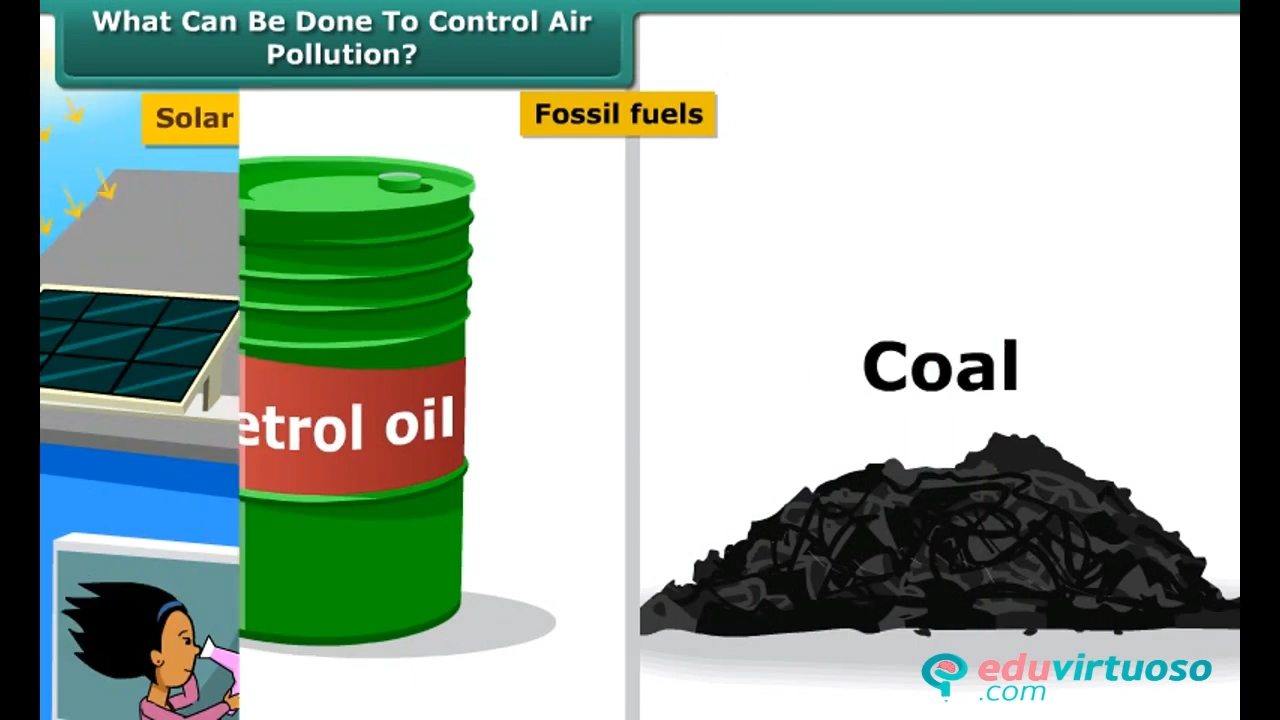 What Can Be Done To Control Air
Pollution?
Solar
Fossil fuels
etrol oil
Coal
eduvirtuoso
.com